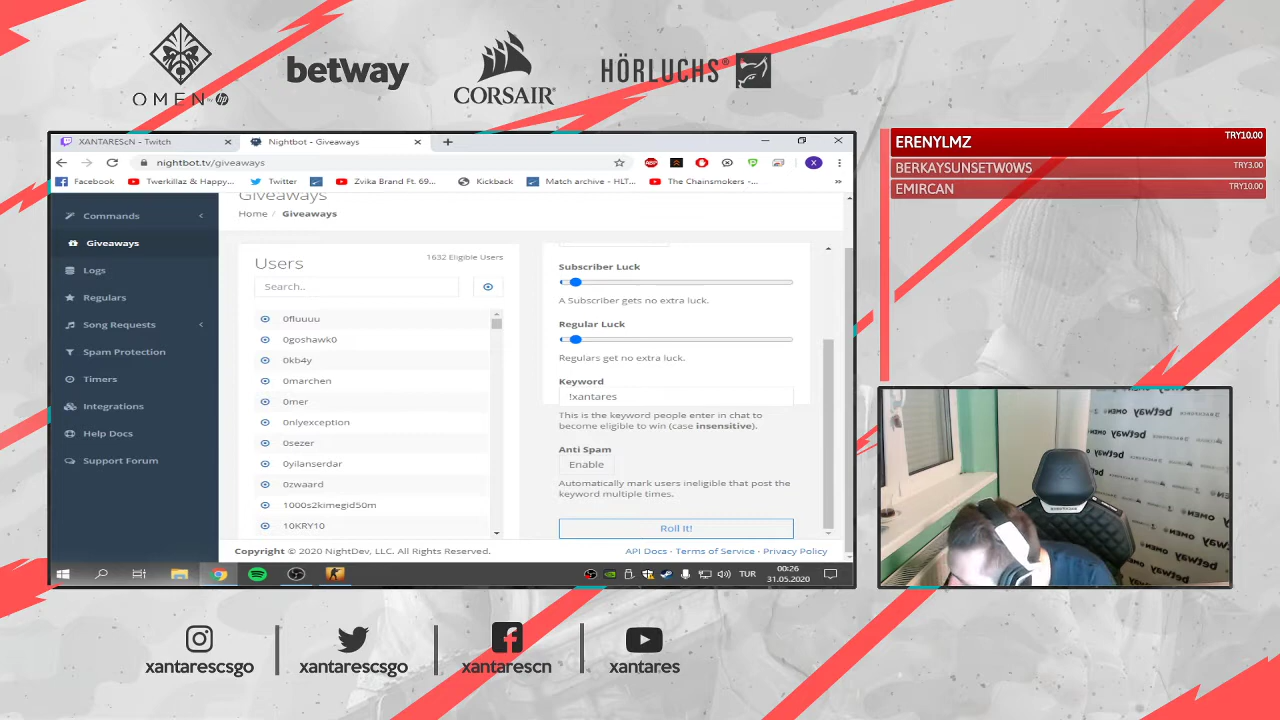 OMEN by hp
betway
CORSAIR
HÖRLUCHS®
XANTARESCN - Twitch
Nightbot - Giveaways
nightbot.tv/giveaways
X
Facebook
Twerkillaz & Happy...
Twitter
Zvika Brand Ft. 69...
Kickback
Match archive - HLT...
The Chainsmokers -...
Commands
Giveaways
Logs
Regulars
Song Requests
Spam Protection
Timers
Integrations
Help Docs
Support Forum
Giveaways
Home / Giveaways
Users
1632 Eligible Users
Search..
0fluuuu
0goshawk0
0kb4y
0marchen
0mer
0nlyexception
0sezer
0yilanserdar
0zwaard
1000s2kimegid50m
10KRY10
Subscriber Luck
A Subscriber gets no extra luck.
Regular Luck
Regulars get no extra luck.
Keyword
!xantares
This is the keyword people enter in chat to
become eligible to win (case insensitive).
Anti Spam
Enable
Automatically mark users ineligible that post the
keyword multiple times.
Roll It!
Copyright © 2020 NightDev, LLC. All Rights Reserved.
API Docs - Terms of Service - Privacy Policy
TUR
00:26
31.05.2020
ERENYLMZ
TRY10.00
BERKAYSUNSETW0WS
TRY3.00
EMIRCAN
TRY10.00
betway
OMEN
betway
betway
xantarescsgo
xantarescsgo
xantarescn
xantares